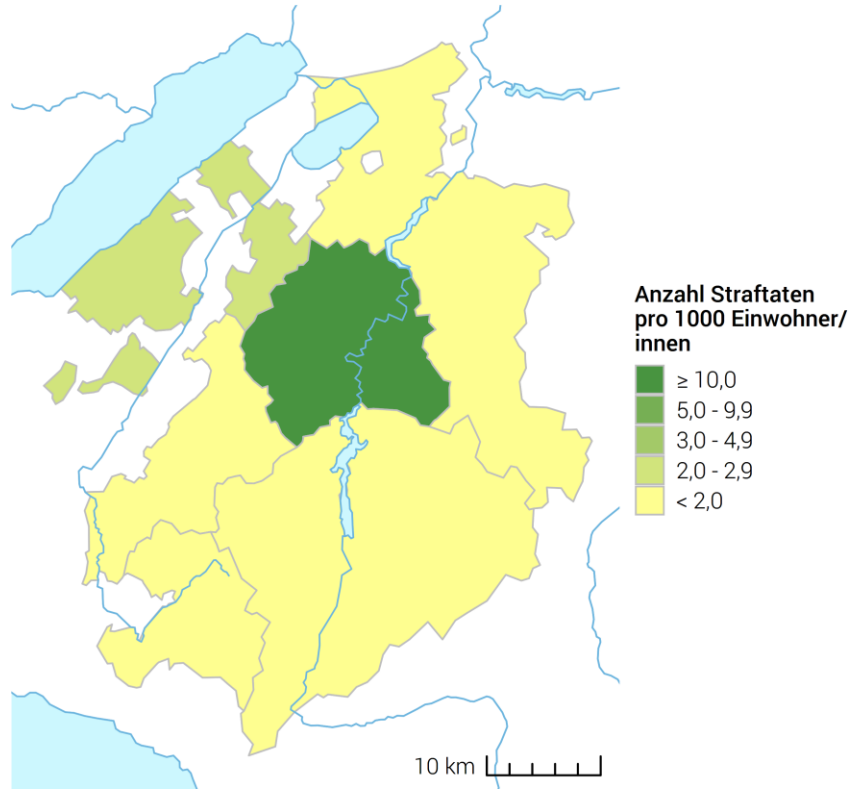 Anzahl Straftaten
pro 1000 Einwohner/
innen
≥ 10,0
5,0 - 9,9
3,0 - 4,9
2,0 - 2,9
< 2,0
10 km